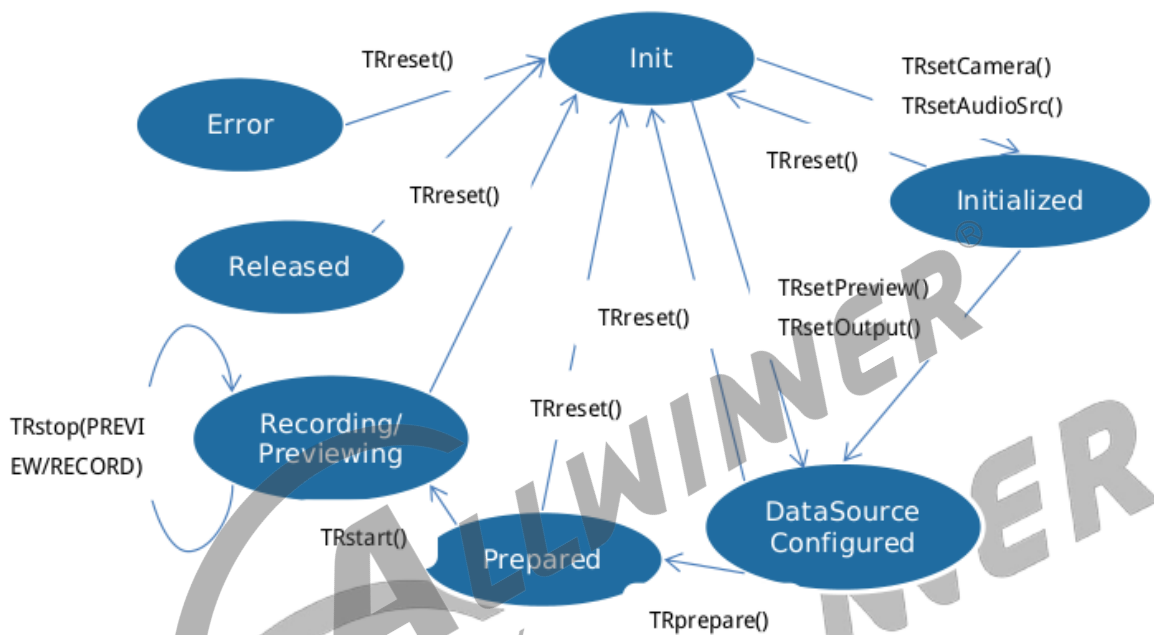 Init
TRreset()
TRsetCamera()
TRsetAudioSrc()
Error
TRreset()
TRreset()
Initialized
Released
©
TRsetPreview()
TRreset()
TRsetOutput()
TRreset()
TRstop(PREVI
EW/RECORD)
Recording/
Previewing
ALLWINNER
DataSource
Configured
TRstart()
Prepared
TRprepare()
NNER